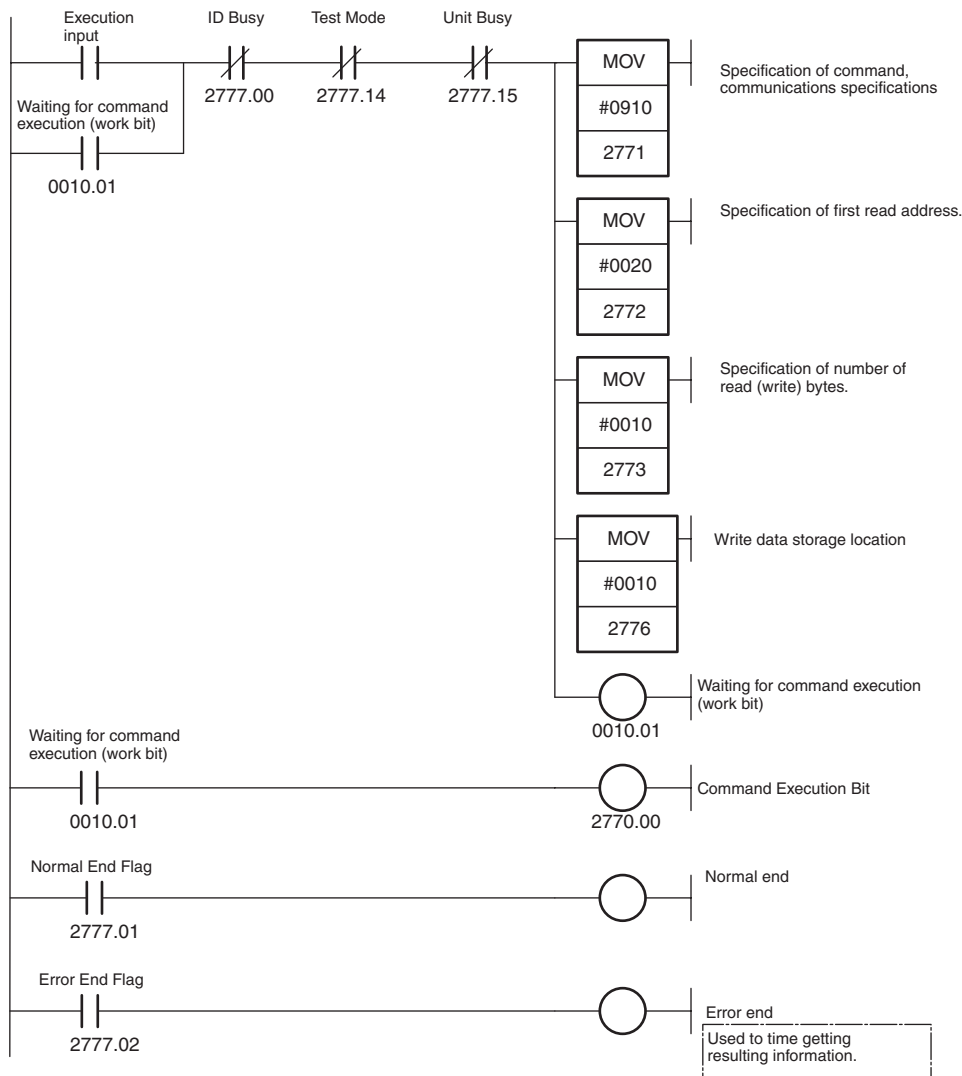 Execution
input
ID Busy
Test Mode
Unit Busy
2777.00
2777.14
2777.15
MOV
#0910
2771
Specification of command,
communications specifications
Waiting for command
execution (work bit)
0010.01
MOV
#0020
2772
Specification of first read address.
MOV
#0010
2773
Specification of number of
read (write) bytes.
MOV
#0010
2776
Write data storage location
Waiting for command execution
(work bit)
0010.01
Waiting for command
execution (work bit)
0010.01
2770.00
Command Execution Bit
Normal End Flag
2777.01
Normal end
Error End Flag
2777.02
Error end
Used to time getting
resulting information.